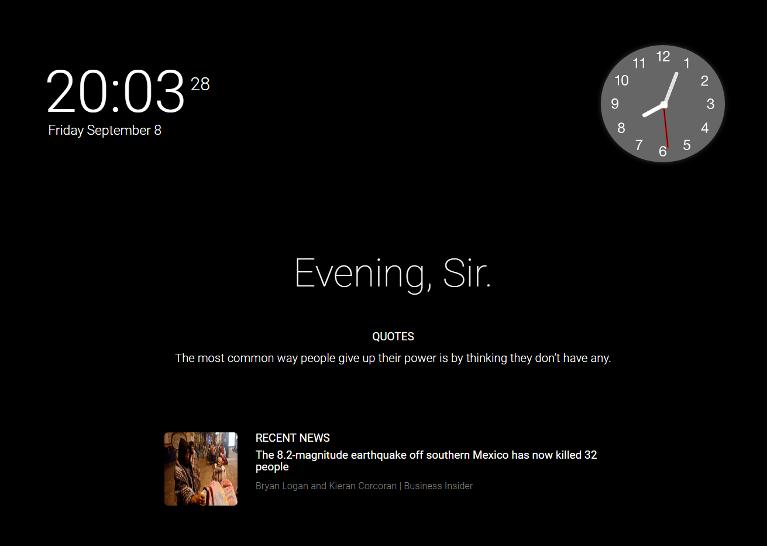 20:03 28
Friday September 8
12
1
2
3
4
5
6
7
8
9
10
11
Evening, Sir.
QUOTES
The most common way people give up their power is by thinking they don't have any.
RECENT NEWS
The 8.2-magnitude earthquake off southern Mexico has now killed 32
people
Bryan Logan and Kieran Corcoran | Business Insider